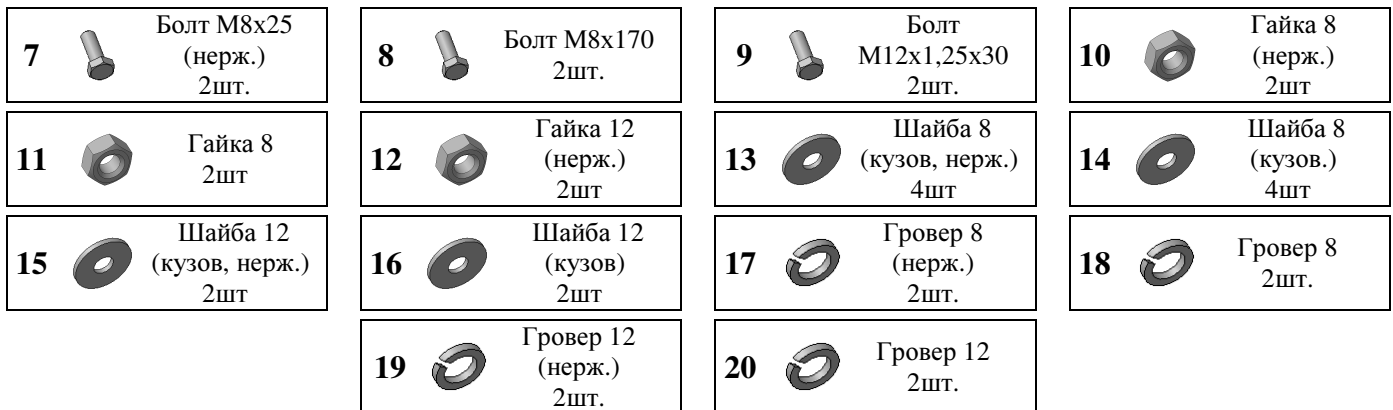 7
Болт М8х25
(нерж.)
2шт.
8
Болт М8х170
2шт.
9
Болт
М12х1,25х30
2шт.
10
Гайка 8
(нерж.)
2шт
11
Гайка 8
2шт
12
Гайка 12
(нерж.)
2шт
13
Шайба 8
(кузов, нерж.)
4шт
14
Шайба 8
(кузов.)
4шт
15
Шайба 12
(кузов, нерж.)
2шт
16
Шайба 12
(кузов)
2шт
17
Гровер 8
(нерж.)
2шт.
18
Гровер 8
2шт.
19
Гровер 12
(нерж.)
2шт.
20
Гровер 12
2шт.